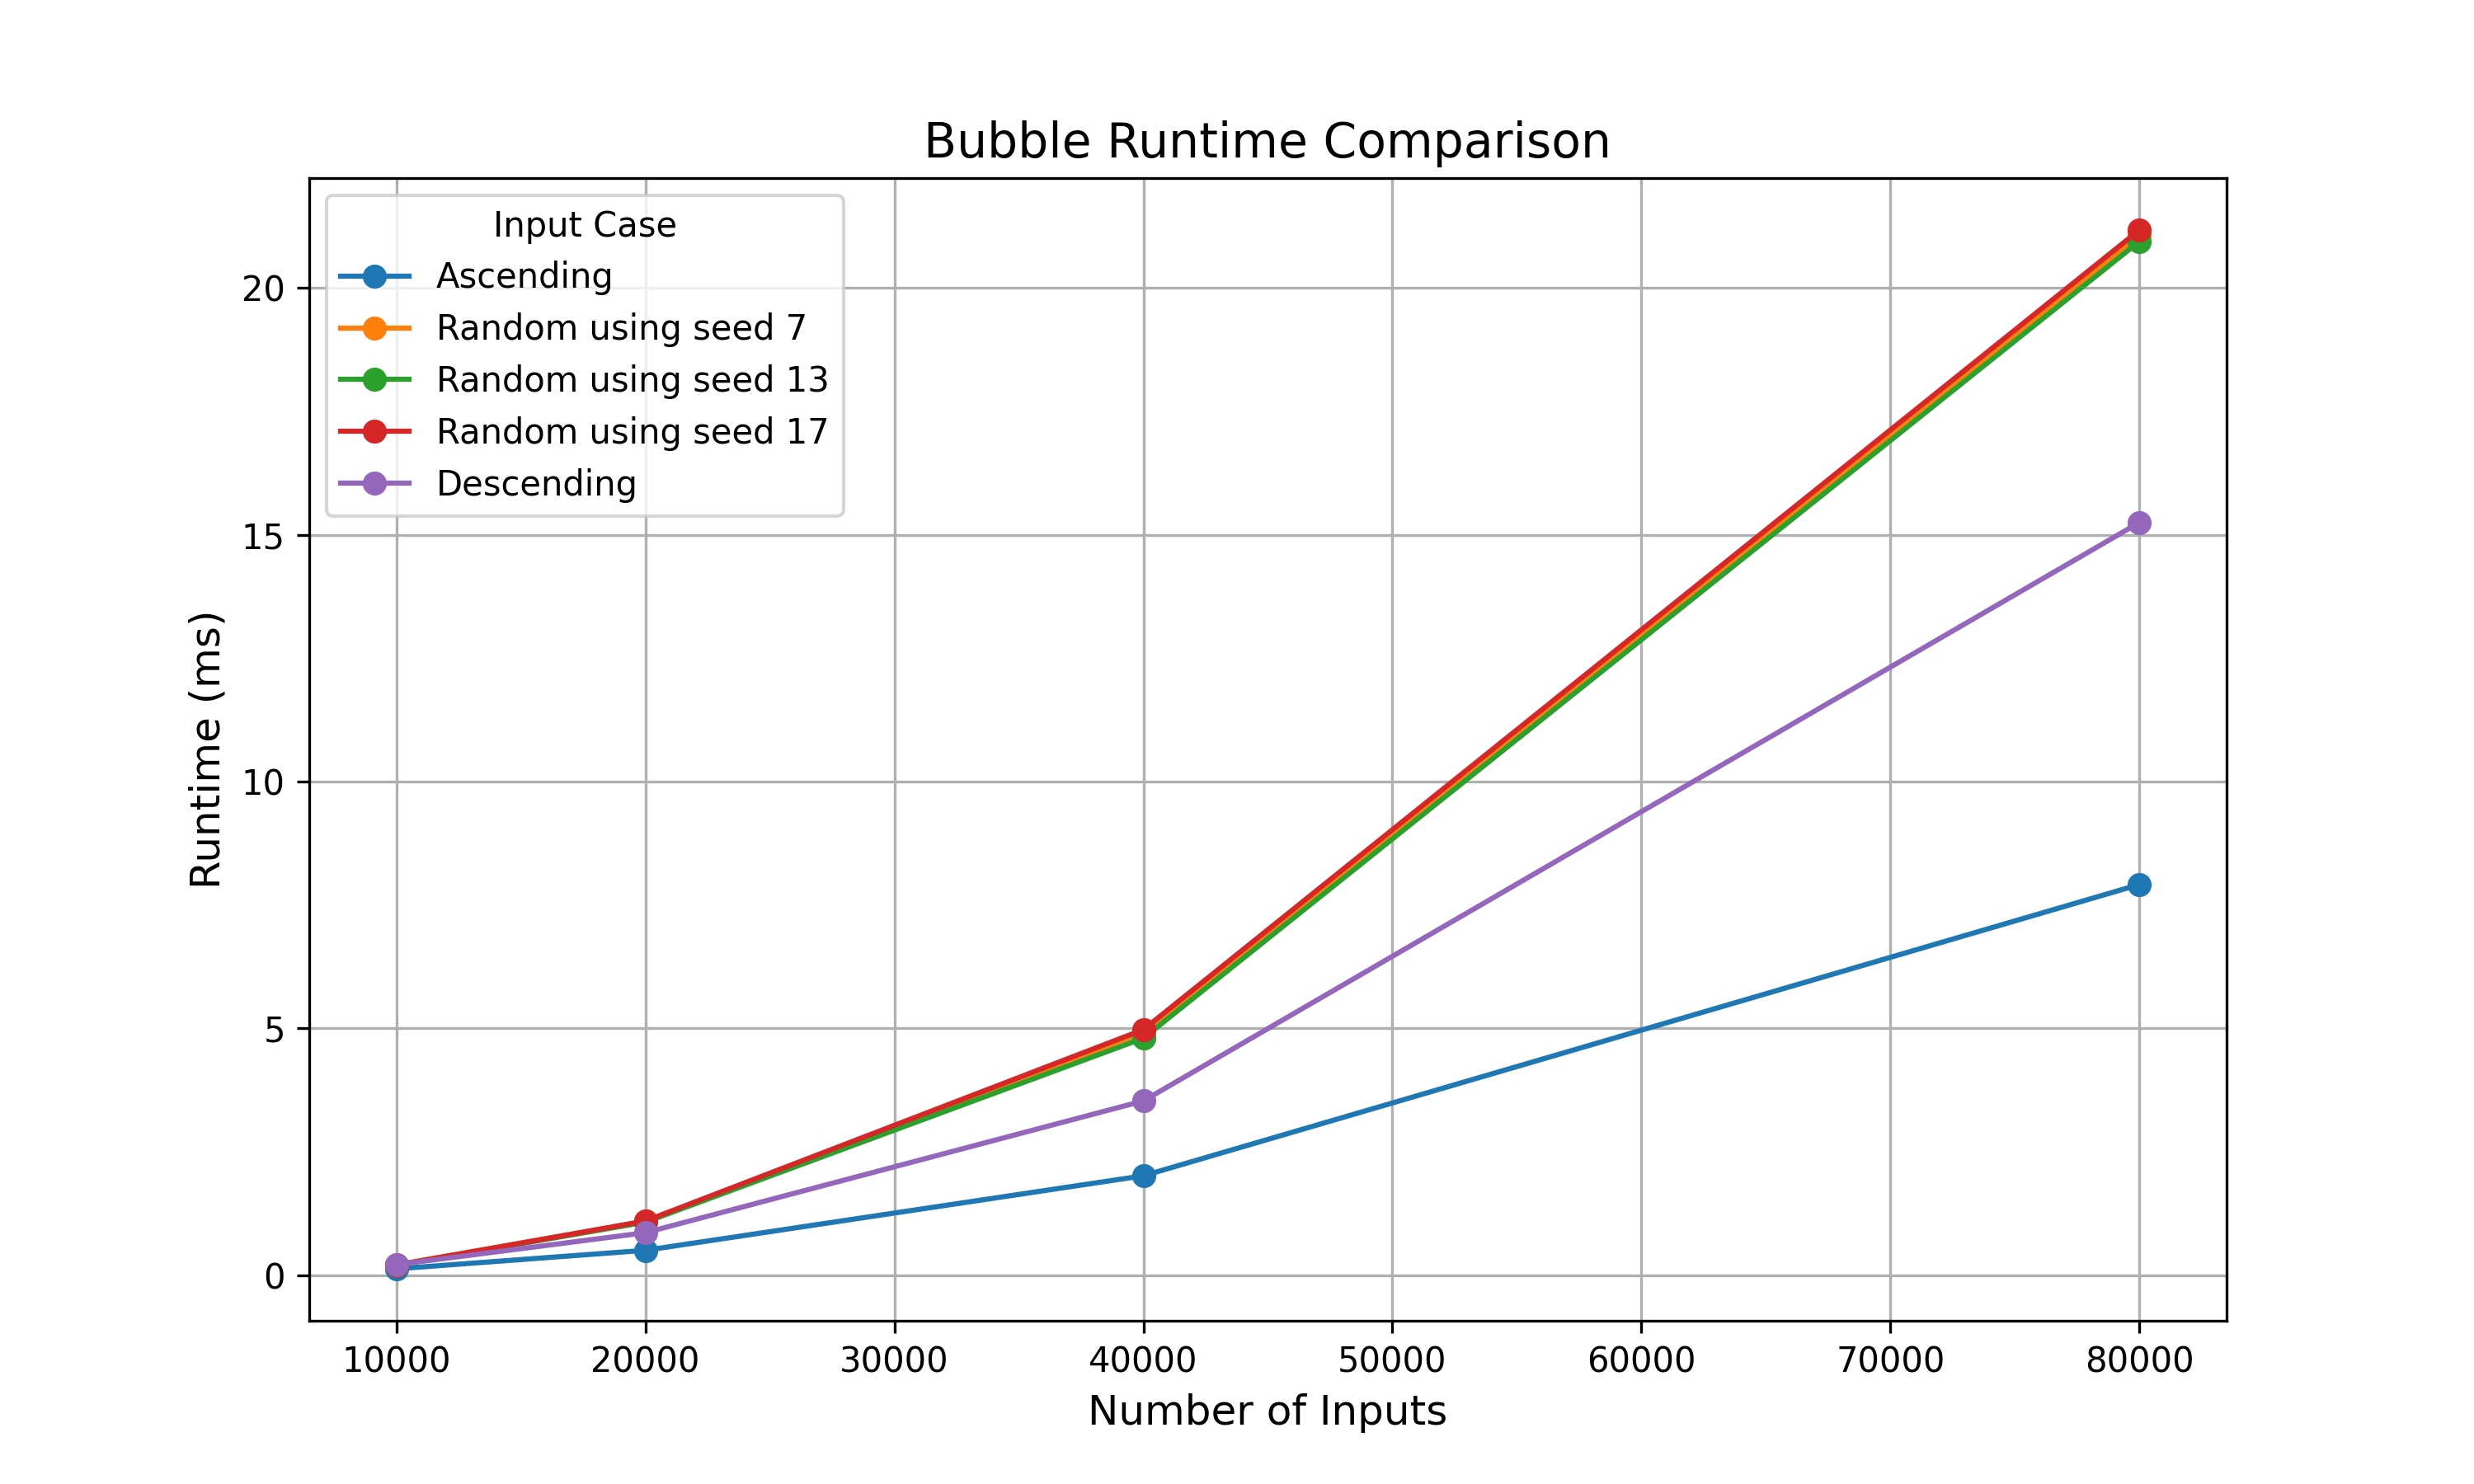 Bubble Runtime Comparison
Input Case
Ascending
Random using seed 7
Random using seed 13
Random using seed 17
Descending
Runtime (ms)
20
15
10
5
0
10000 20000 30000 40000 50000 60000 70000 80000
Number of Inputs